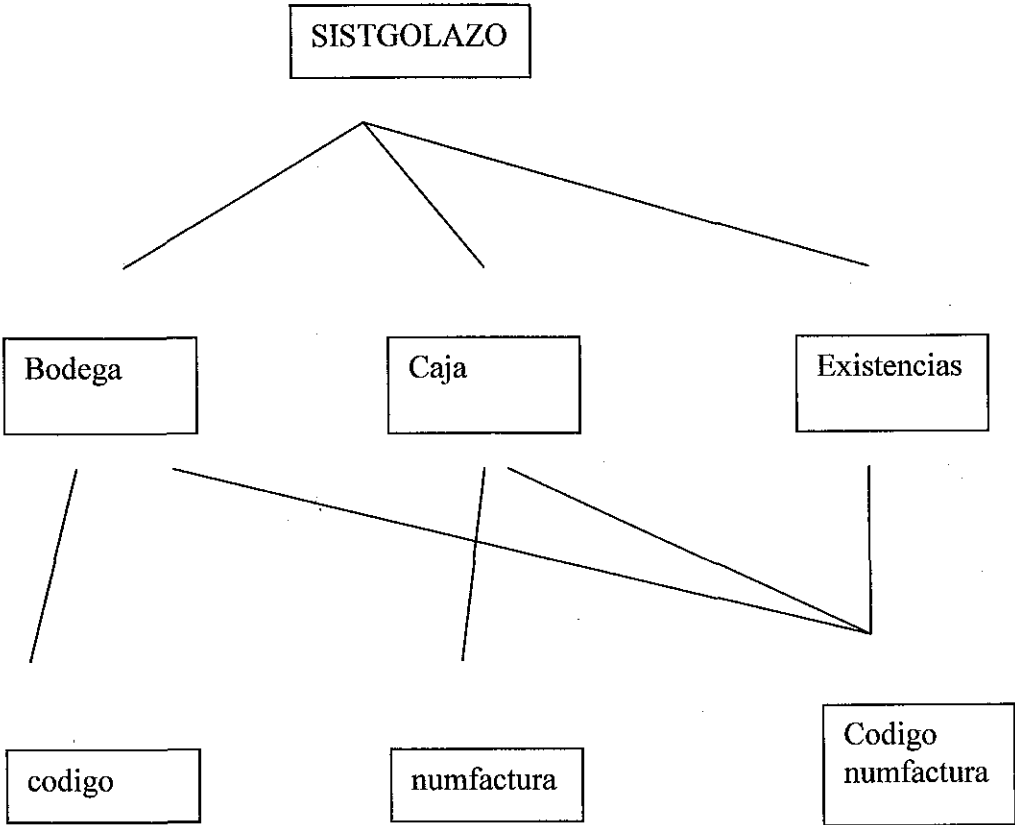 SISTGOLAZO
Bodega
Caja
Existencias
codigo
numfactura
Codigo
numfactura